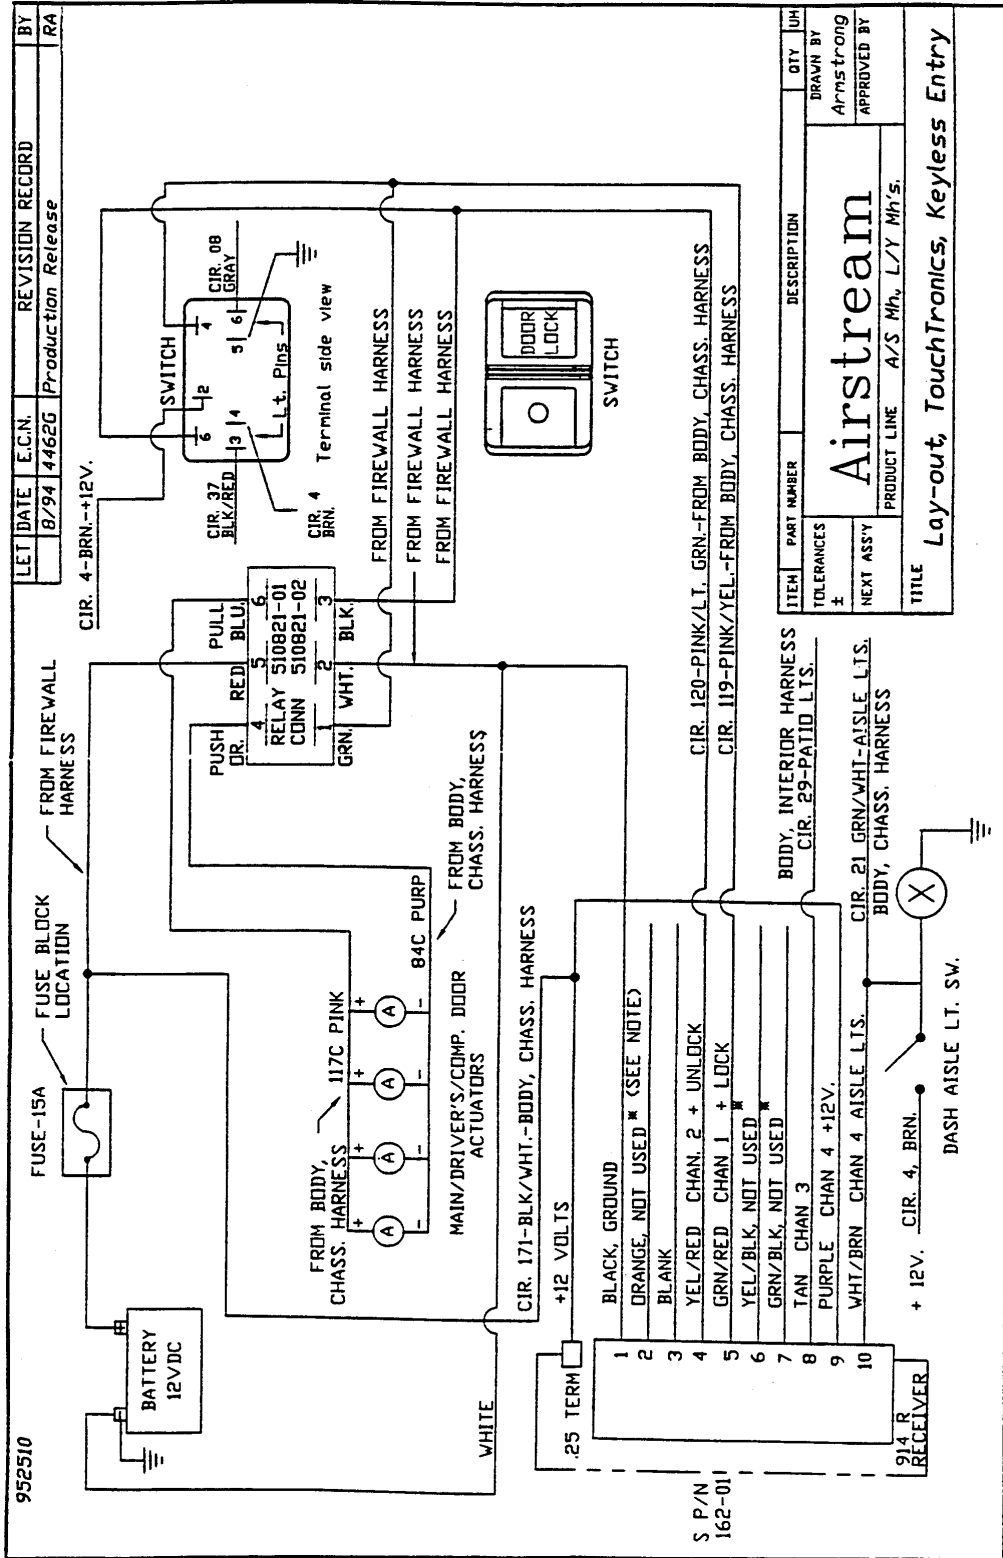 952510
LET DATE E.C.N. REVISION RECORD BY
8/94 4462G Production Release RA
BATTERY
12VDC
FUSE-15A
FUSE BLOCK
LOCATION
FROM FIREWALL
HARNESS
CIR. 4-BRN.-+12V.
SWITCH
6 2 4
3 4 5 6
CIR. 37
BLK/RED
CIR. 08
GRAY
CIR. 4
BRN.
Lt. Pins
Terminal side view
PUSH
OR.
RED
PULL
BLU.
4 5 6
RELAY 510821-01
CONN 510821-02
1 2 3
GRN. WHT. BLK.
FROM FIREWALL HARNESS
FROM FIREWALL HARNESS
FROM FIREWALL HARNESS
DOOR
LOCK
SWITCH
FROM BODY,
CHASS. HARNESS
117C PINK
+ + + +
A A A A
- - - -
84C PURP
FROM BODY,
CHASS. HARNESS
MAIN/DRIVER'S/COMP. DOOR
ACTUATORS
WHITE
CIR. 171-BLK/WHT.-BODY, CHASS. HARNESS
+12 VOLTS
.25 TERM
1 BLACK, GROUND
2 ORANGE, NOT USED * (SEE NOTE)
3 BLANK
4 YEL/RED CHAN. 2 + UNLOCK
5 GRN/RED CHAN 1 + LOCK
6 YEL/BLK, NOT USED *
7 GRN/BLK, NOT USED *
8 TAN CHAN 3
9 PURPLE CHAN 4 +12V.
10 WHT/BRN CHAN 4 AISLE LTS.
CIR. 120-PINK/LT. GRN.-FROM BODY, CHASS. HARNESS
CIR. 119-PINK/YEL.-FROM BODY, CHASS. HARNESS
BODY, INTERIOR HARNESS
CIR. 29-PATIO LTS.
CIR. 21 GRN/WHT-AISLE LTS.
BODY, CHASS. HARNESS
X
S P/N
162-01
914 R
RECEIVER
+ 12V. CIR. 4, BRN.
DASH AISLE LT. SW.
ITEM PART NUMBER DESCRIPTION QTY UM
TOLERANCES
±
NEXT ASS'Y
Airstream
DRAWN BY
Armstrong
APPROVED BY
PRODUCT LINE A/S Mh., L/Y Mh's.
TITLE
Lay-out, TouchTronics, Keyless Entry